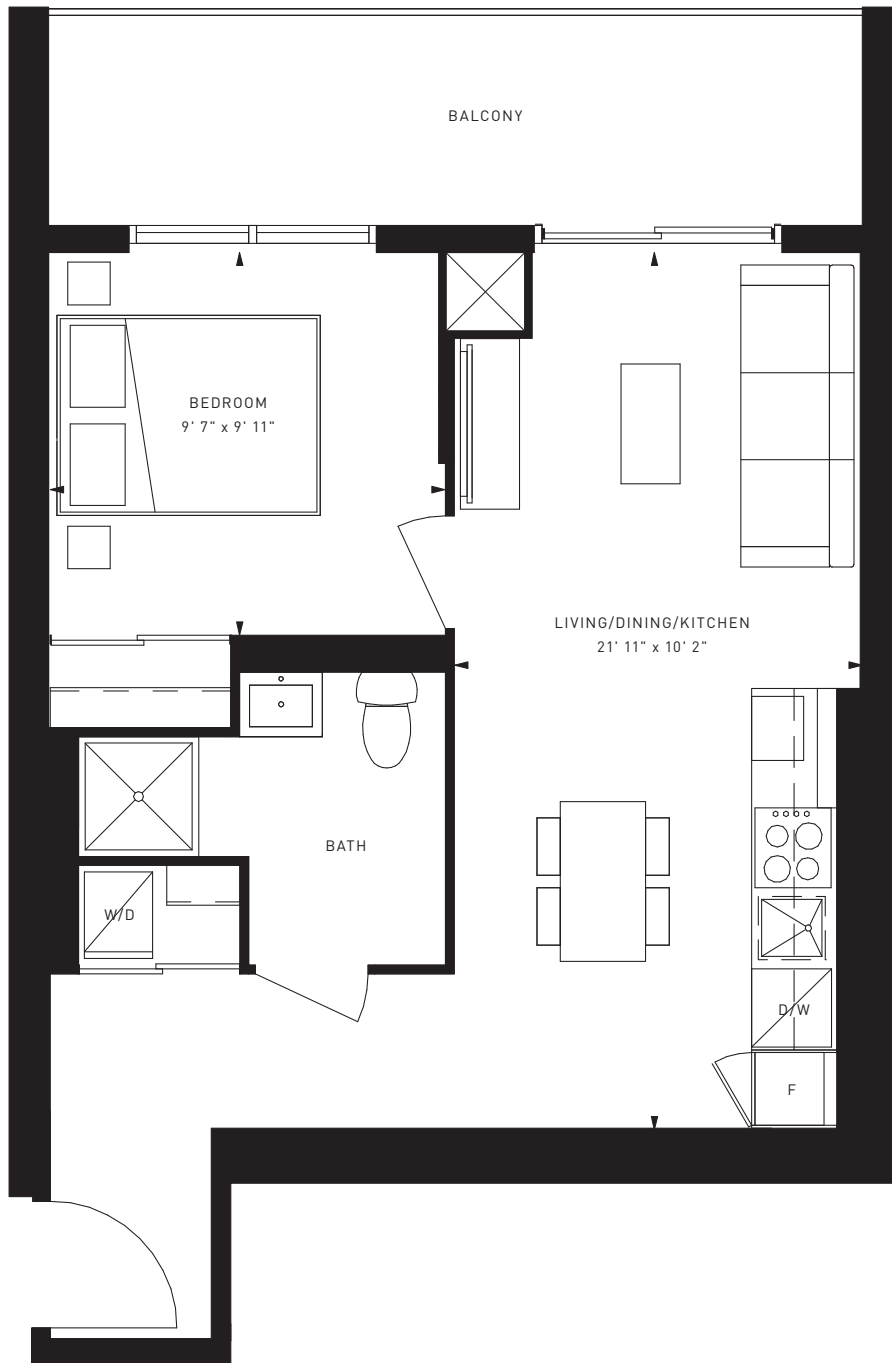 BALCONY
BEDROOM
9' 7" x 9' 11"
LIVING/DINING/KITCHEN
21' 11" x 10' 2"
BATH
W/D
D/W
F